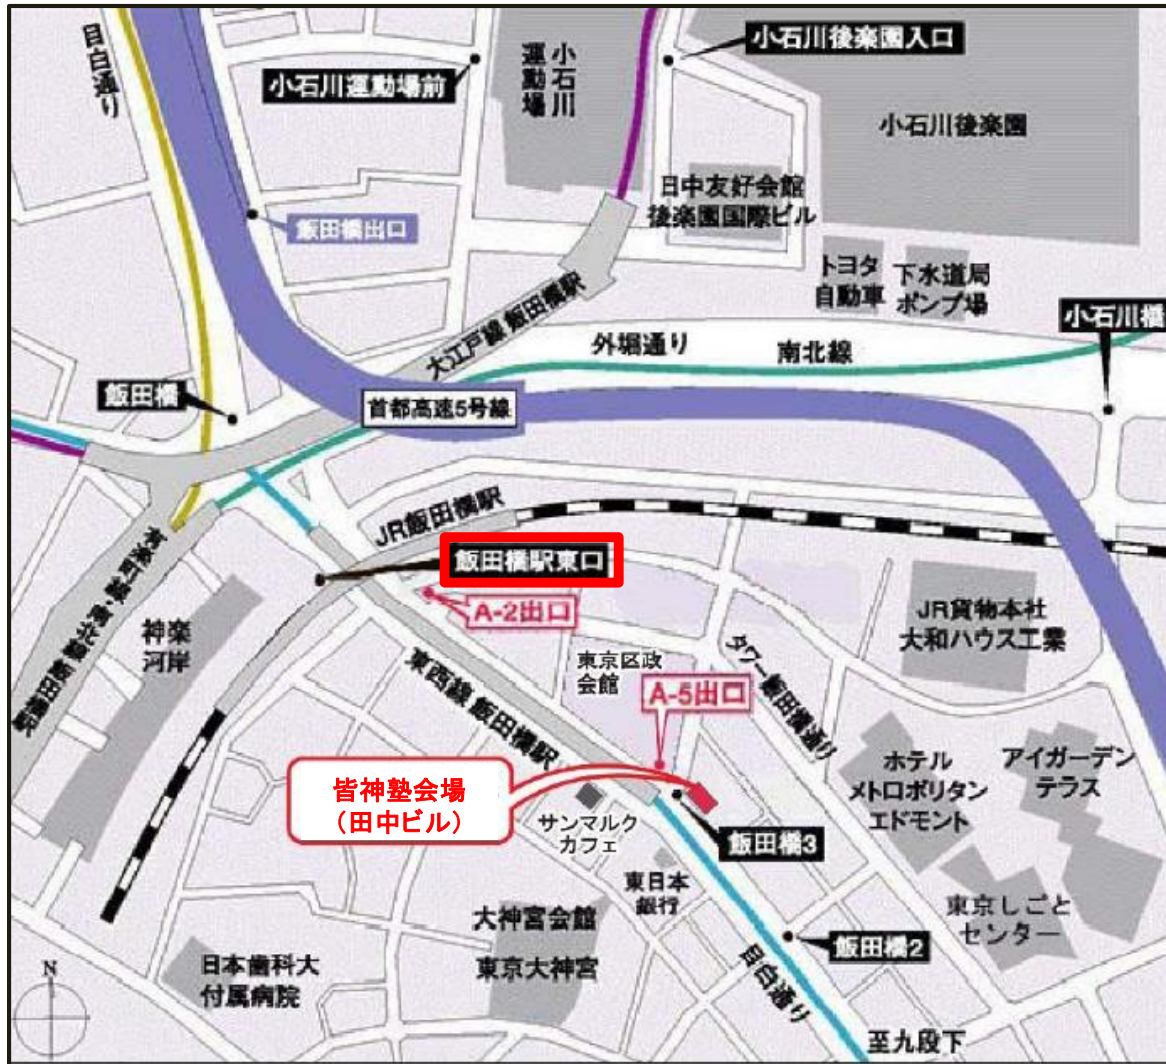 目白通り
小石川運動場前
小石川
運動場
小石川後楽園入口
小石川後楽園
日中友好会館
後楽園国際ビル
飯田橋出口
トヨタ
自動車
下水道局
ポンプ場
小石川橋
大江戸線 飯田橋駅
外堀通り
南北線
飯田橋
首都高速5号線
JR飯田橋駅
飯田橋駅東口
A-2出口
有楽町線・南北線 飯田橋駅
神楽
河岸
JR貨物本社
大和ハウス工業
東京区政
会館
A-5出口
タワー飯田橋通り
東西線 飯田橋駅
ホテル
メトロポリタン
エドモント
アイガーデン
テラス
皆神塾会場
（田中ビル）
サンマルク
カフェ
飯田橋3
東日本
銀行
大神宮会館
東京大神宮
東京しごと
センター
飯田橋2
日本歯科大
付属病院
目白通り
至九段下
N